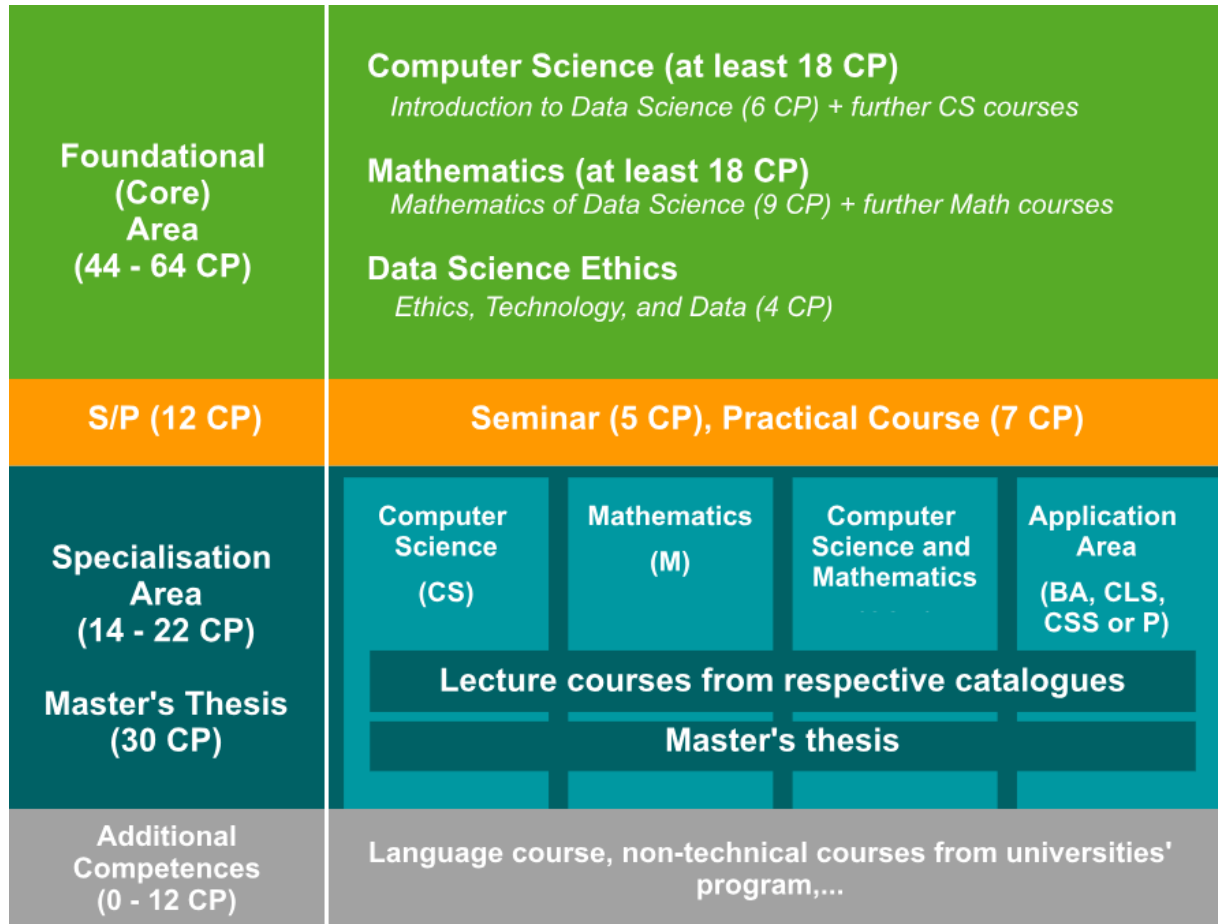 Foundational
(Core)
Area
(44 - 64 CP)
Computer Science (at least 18 CP)
Introduction to Data Science (6 CP) + further CS courses
Mathematics (at least 18 CP)
Mathematics of Data Science (9 CP) + further Math courses
Data Science Ethics
Ethics, Technology, and Data (4 CP)
S/P (12 CP)
Seminar (5 CP), Practical Course (7 CP)
Specialisation
Area
(14 - 22 CP)
Master's Thesis
(30 CP)
Computer
Science
(CS)
Mathematics
(M)
Computer
Science and
Mathematics
Application
Area
(BA, CLS,
CSS or P)
Lecture courses from respective catalogues
Master's thesis
Additional
Competences
(0 - 12 CP)
Language course, non-technical courses from universities'
program,...